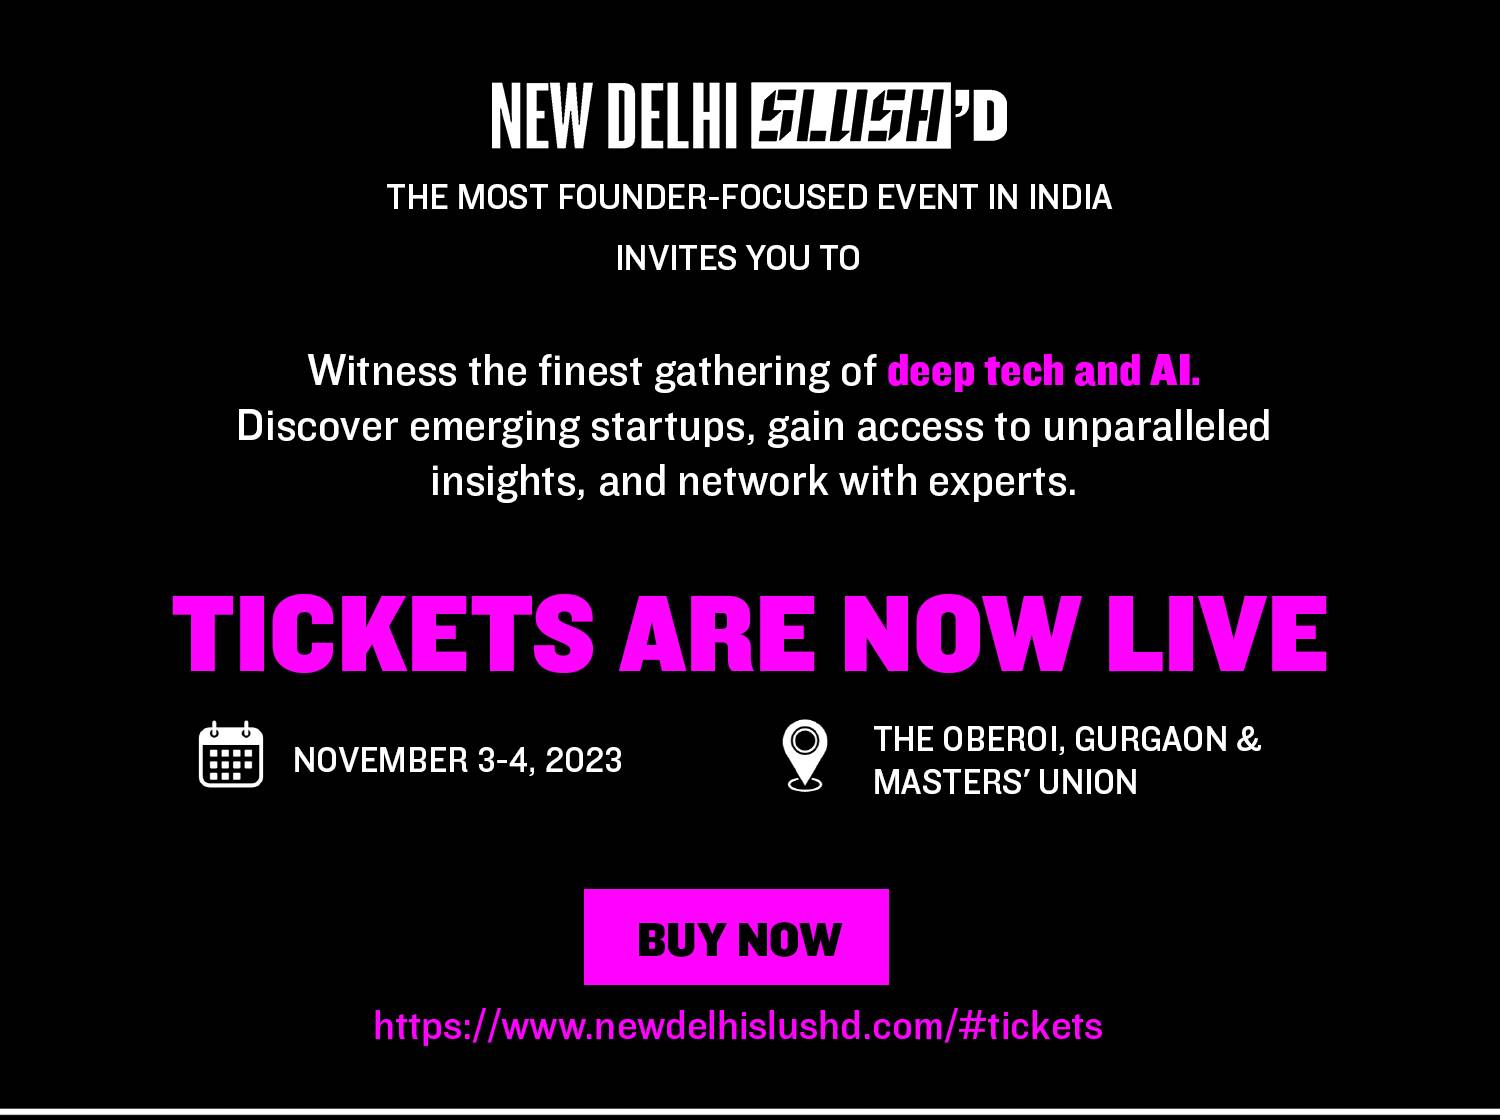 NEW DELHI SLUSH'D
THE MOST FOUNDER-FOCUSED EVENT IN INDIA
INVITES YOU TO
Witness the finest gathering of deep tech and AI.
Discover emerging startups, gain access to unparalleled
insights, and network with experts.
TICKETS ARE NOW LIVE
NOVEMBER 3-4, 2023
THE OBEROI, GURGAON &
MASTERS' UNION
BUY NOW
https://www.newdelhislushd.com/#tickets